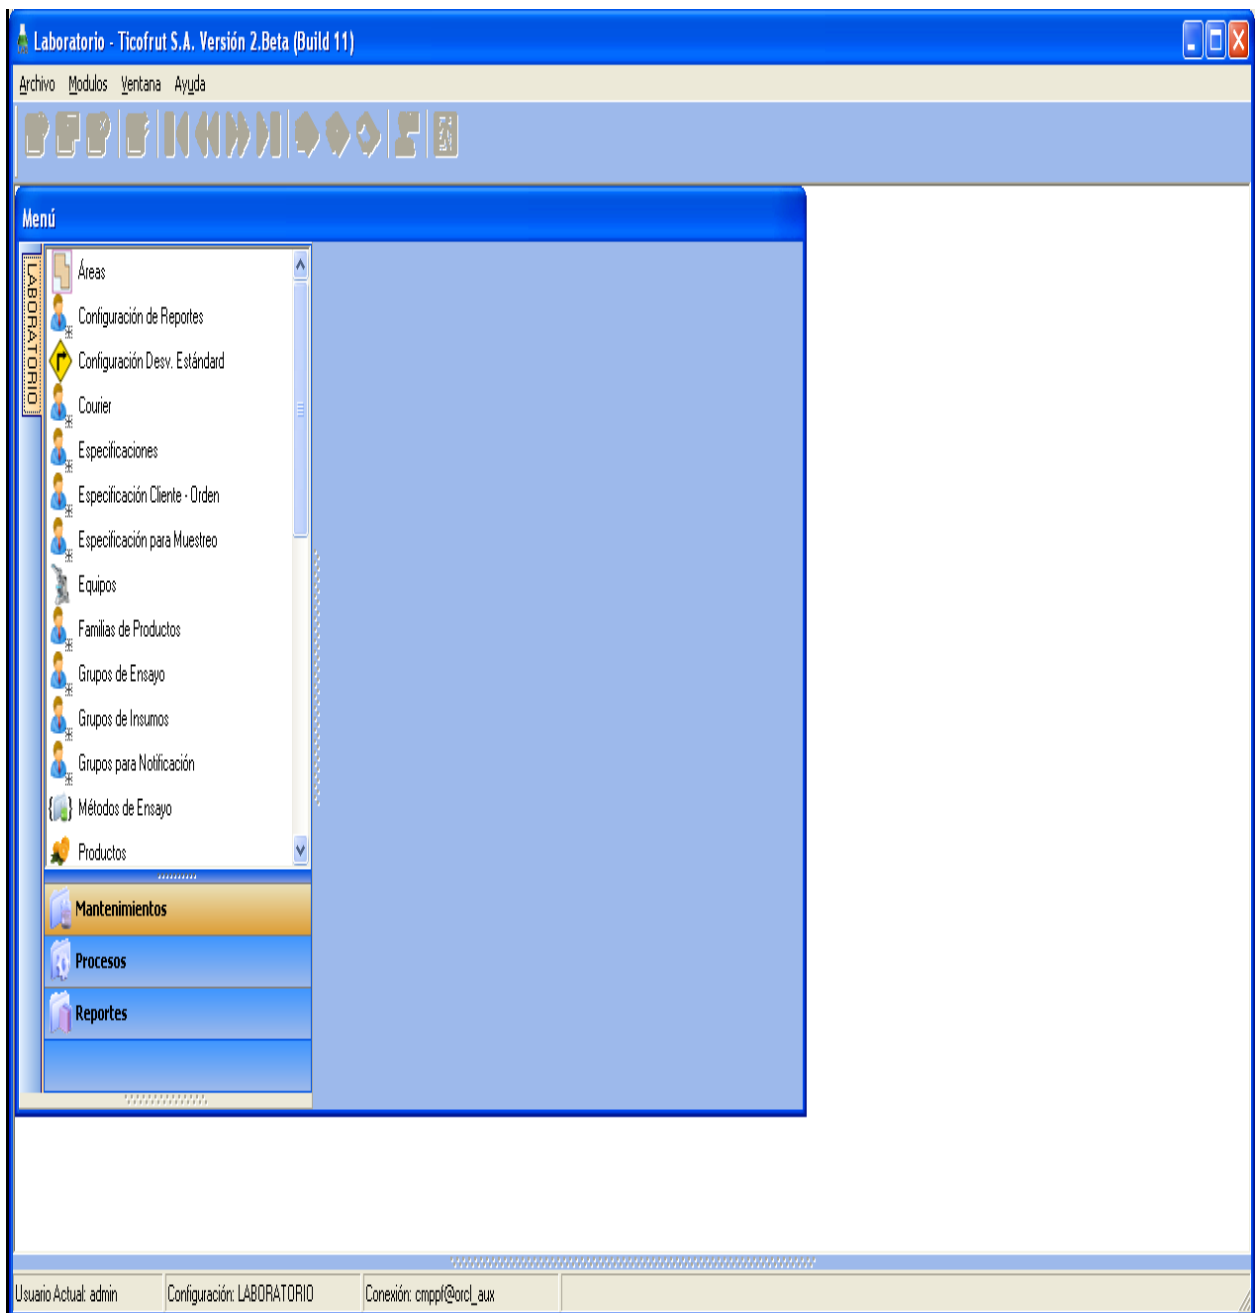 Laboratorio - Ticofrut S.A. Versión 2.Beta (Build 11)
Archivo Modulos Ventana Ayuda
Menú
LABORATORIO
Áreas
Configuración de Reportes
Configuración Desv. Estándard
Courier
Especificaciones
Especificación Cliente - Orden
Especificación para Muestreo
Equipos
Familias de Productos
Grupos de Ensayo
Grupos de Insumos
Grupos para Notificación
Métodos de Ensayo
Productos
Mantenimientos
Procesos
Reportes
Usuario Actual: admin Configuración: LABORATORIO Conexión: cmppf@orcl_aux